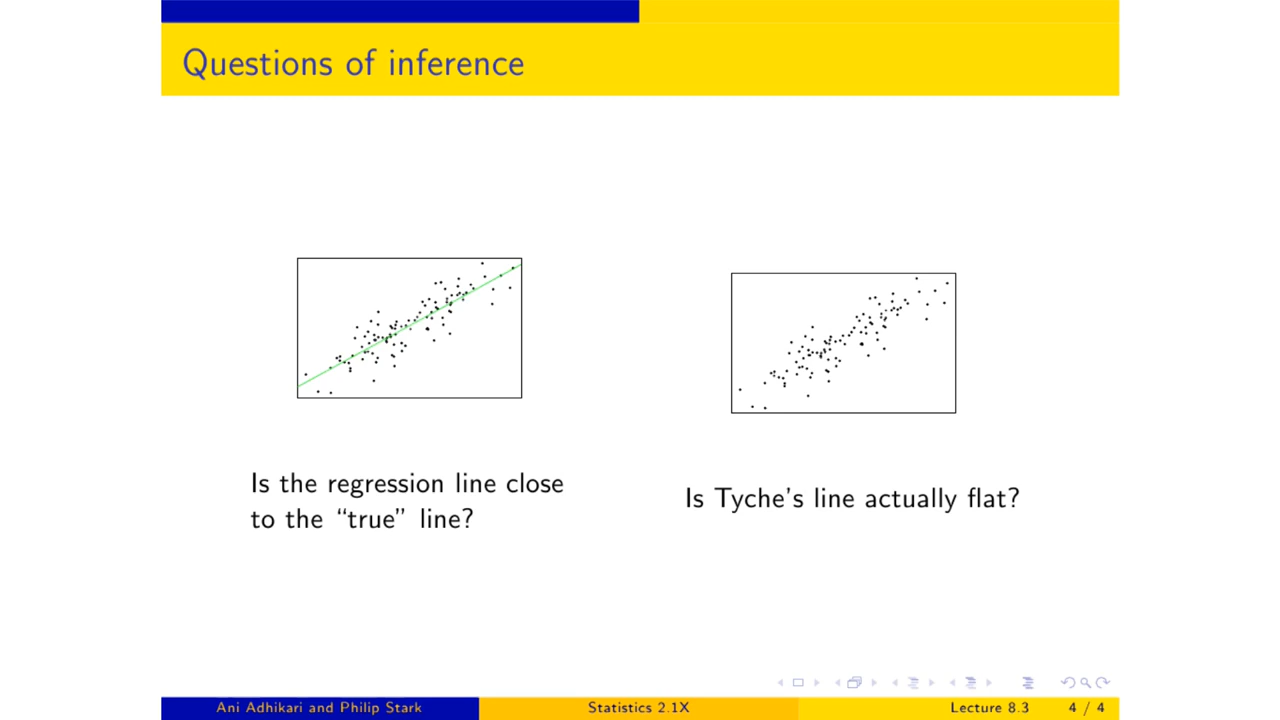 Questions of inference
Is the regression line close
to the “true” line?
Is Tyche’s line actually flat?
Ani Adhikari and Philip Stark
Statistics 2.1X
Lecture 8.3
4 / 4